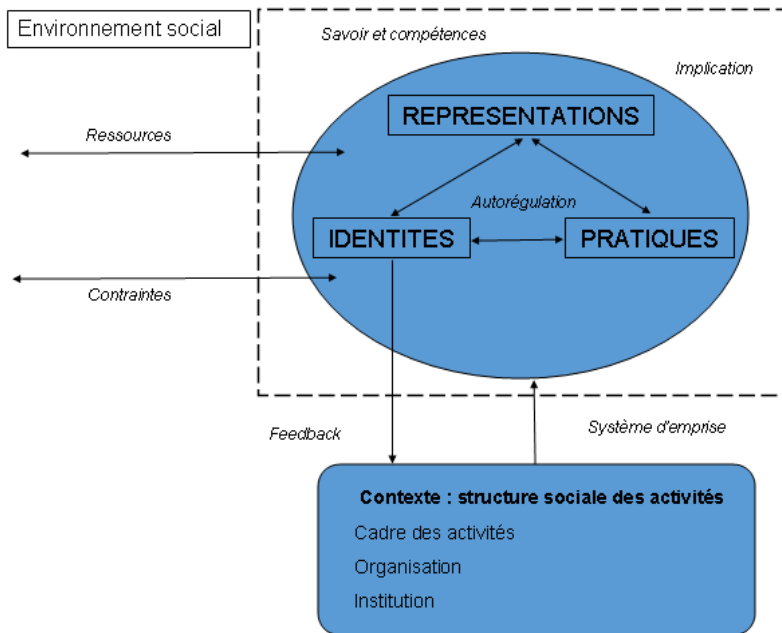 Environnement social
Savoir et compétences
Implication
REPRESENTATIONS
Ressources
Autorégulation
IDENTITES
PRATIQUES
Contraintes
Feedback
Système d'emprise
Contexte : structure sociale des activités
Cadre des activités
Organisation
Institution